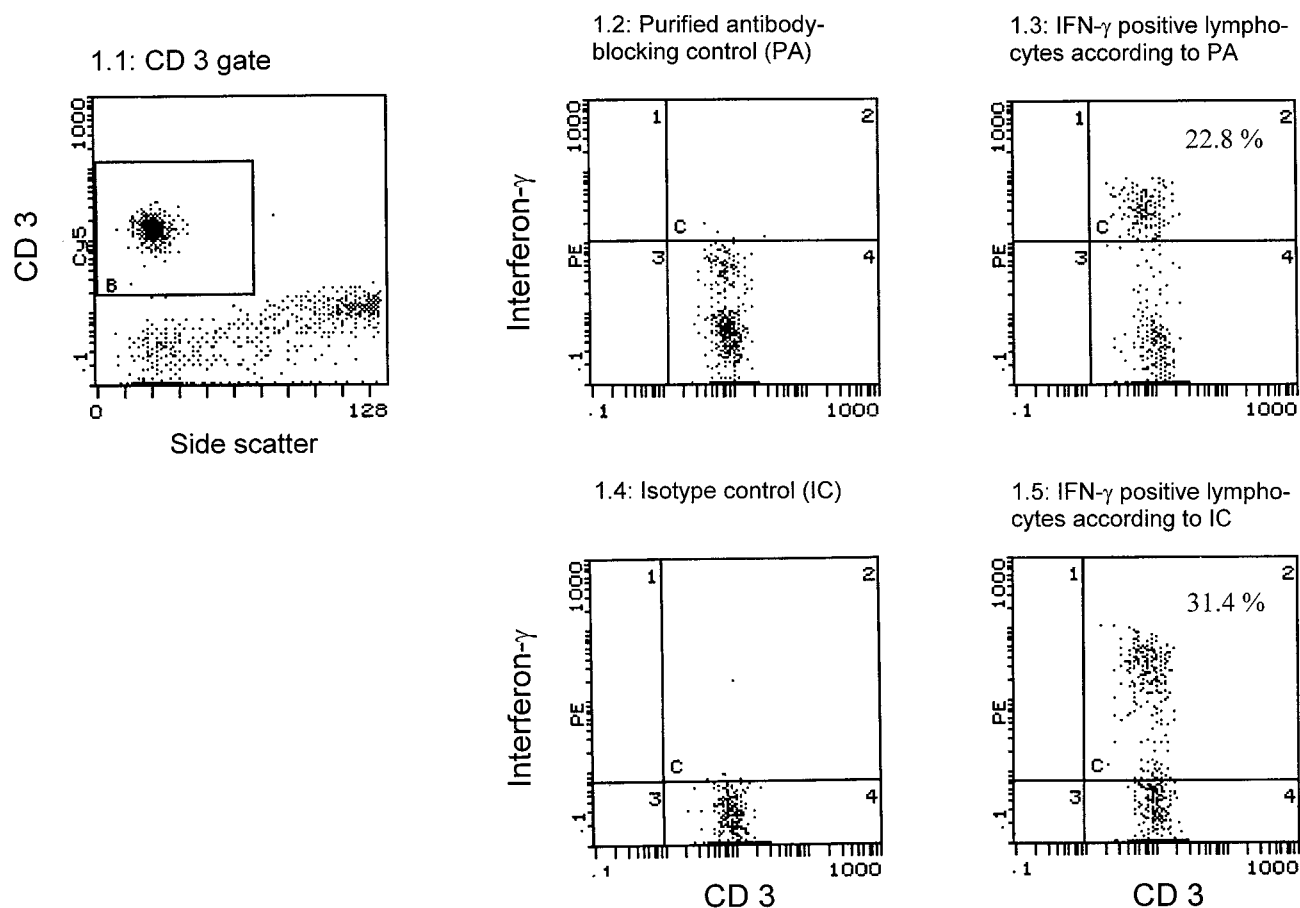 1.1: CD 3 gate
CD 3
1000
Cy5
.1
B
0
128
Side scatter
1.2: Purified antibody-
blocking control (PA)
Interferon-γ
1000
PE
.1
1
2
C
3
4
.1
1000
1.3: IFN-γ positive lympho-
cytes according to PA
1000
PE
.1
1
2
22.8 %
C
3
4
.1
1000
1.4: Isotype control (IC)
Interferon-γ
1000
PE
.1
1
2
C
3
4
.1
1000
CD 3
1.5: IFN-γ positive lympho-
cytes according to IC
1000
PE
.1
1
2
31.4 %
C
3
4
.1
1000
CD 3